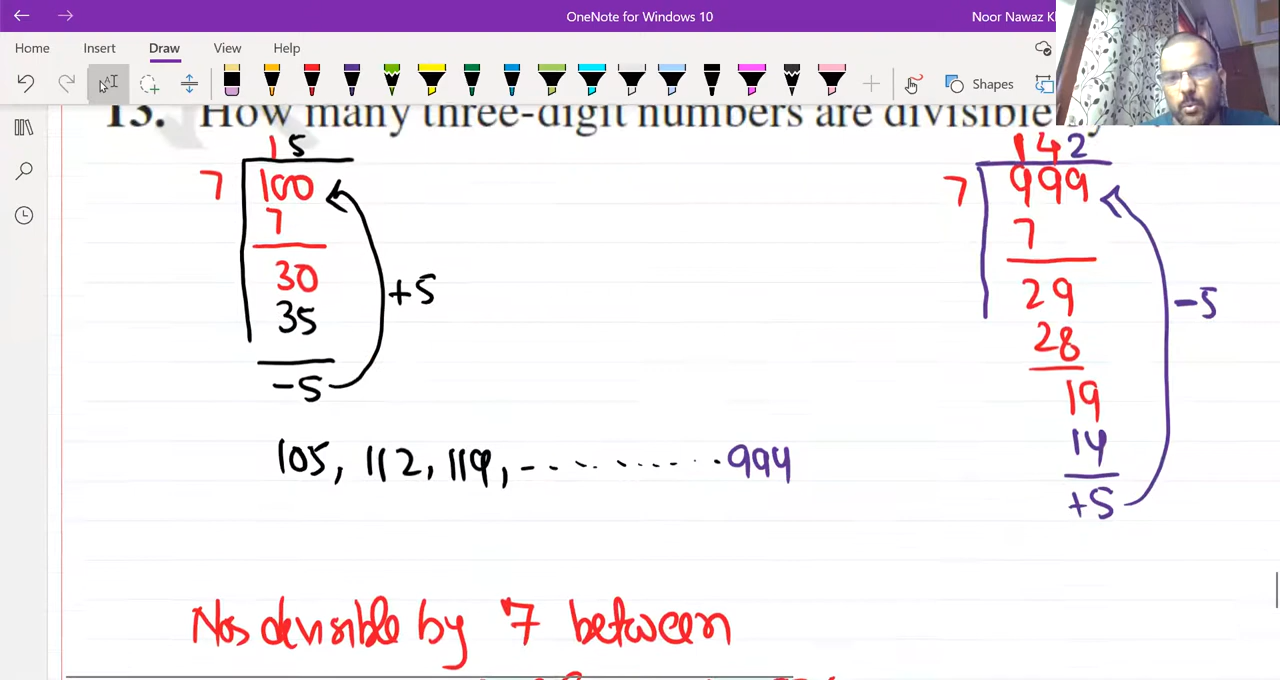 OneNote for Windows 10
Noor Nawaz
Home Insert Draw View Help
Shapes
13. How many three-digit numbers are divisible
15
7 100
7
30
35
-5
+5
142
7 999
7
29
28
19
14
+5
-5
105, 112, 119, - . . . . . . . . . . 994
Nos devisible by 7 between